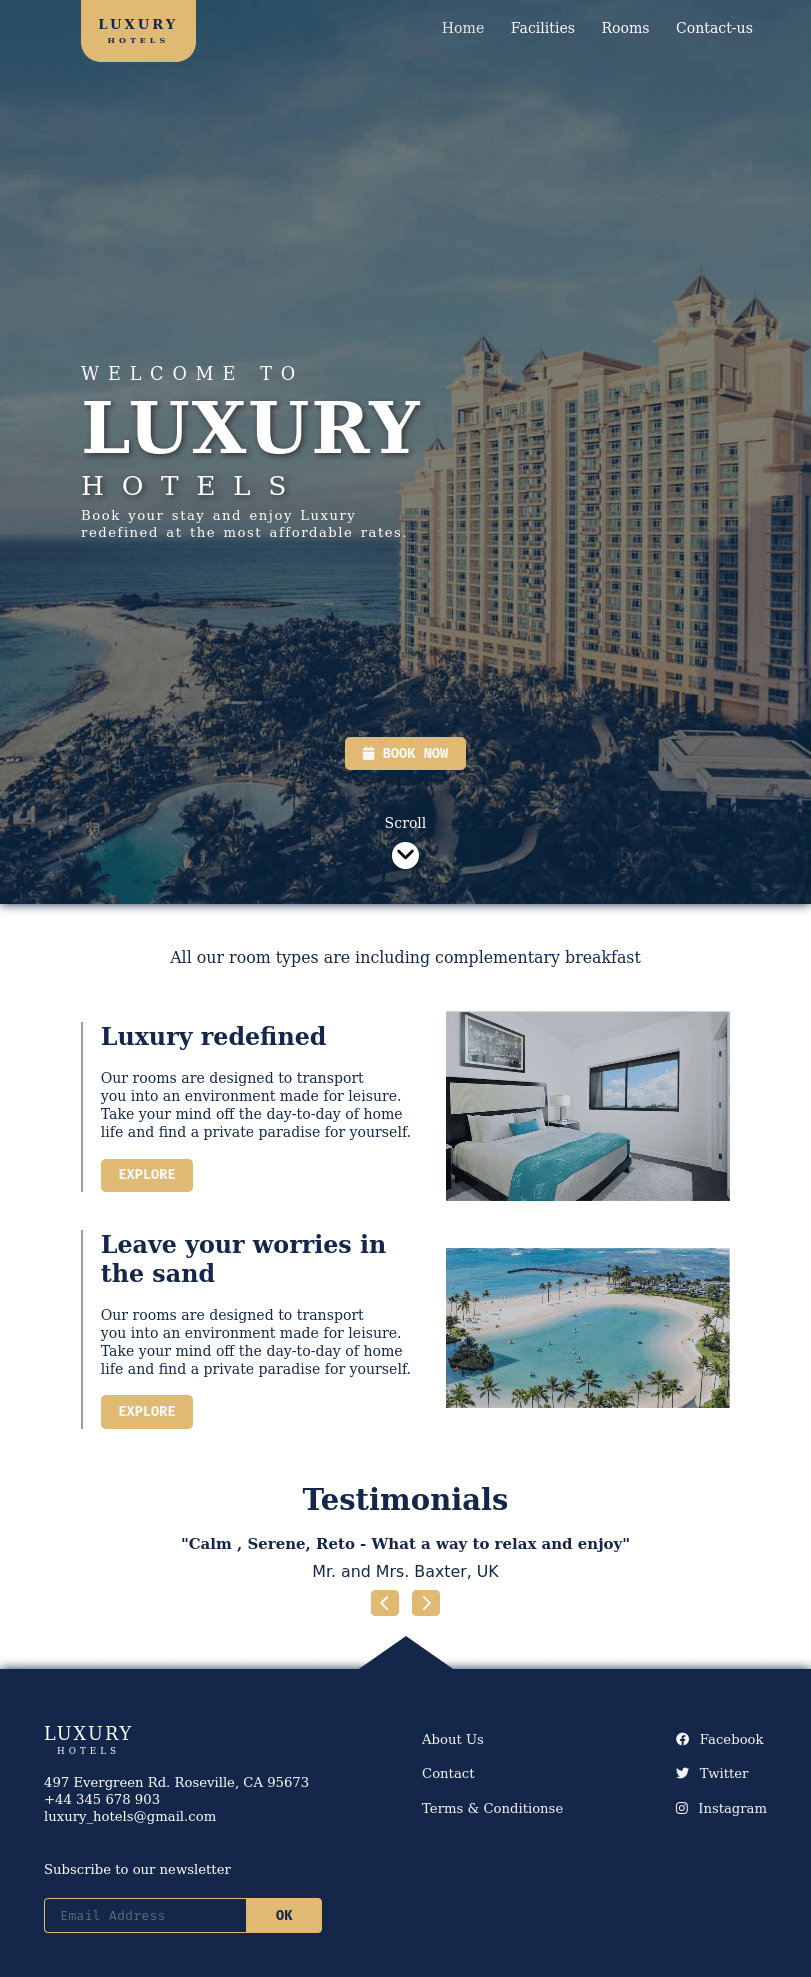 LUXURY
HOTELS
Home Facilities Rooms Contact-us
WELCOME TO
LUXURY
HOTELS
Book your stay and enjoy Luxury
redefined at the most affordable rates.
BOOK NOW
Scroll
All our room types are including complementary breakfast
Luxury redefined
Our rooms are designed to transport
you into an environment made for leisure.
Take your mind off the day-to-day of home
life and find a private paradise for yourself.
EXPLORE
Leave your worries in
the sand
Our rooms are designed to transport
you into an environment made for leisure.
Take your mind off the day-to-day of home
life and find a private paradise for yourself.
EXPLORE
Testimonials
"Calm , Serene, Reto - What a way to relax and enjoy"
Mr. and Mrs. Baxter, UK
LUXURY
HOTELS
497 Evergreen Rd. Roseville, CA 95673
+44 345 678 903
luxury_hotels@gmail.com
Subscribe to our newsletter
Email Address OK
About Us
Contact
Terms & Conditionse
Facebook
Twitter
Instagram